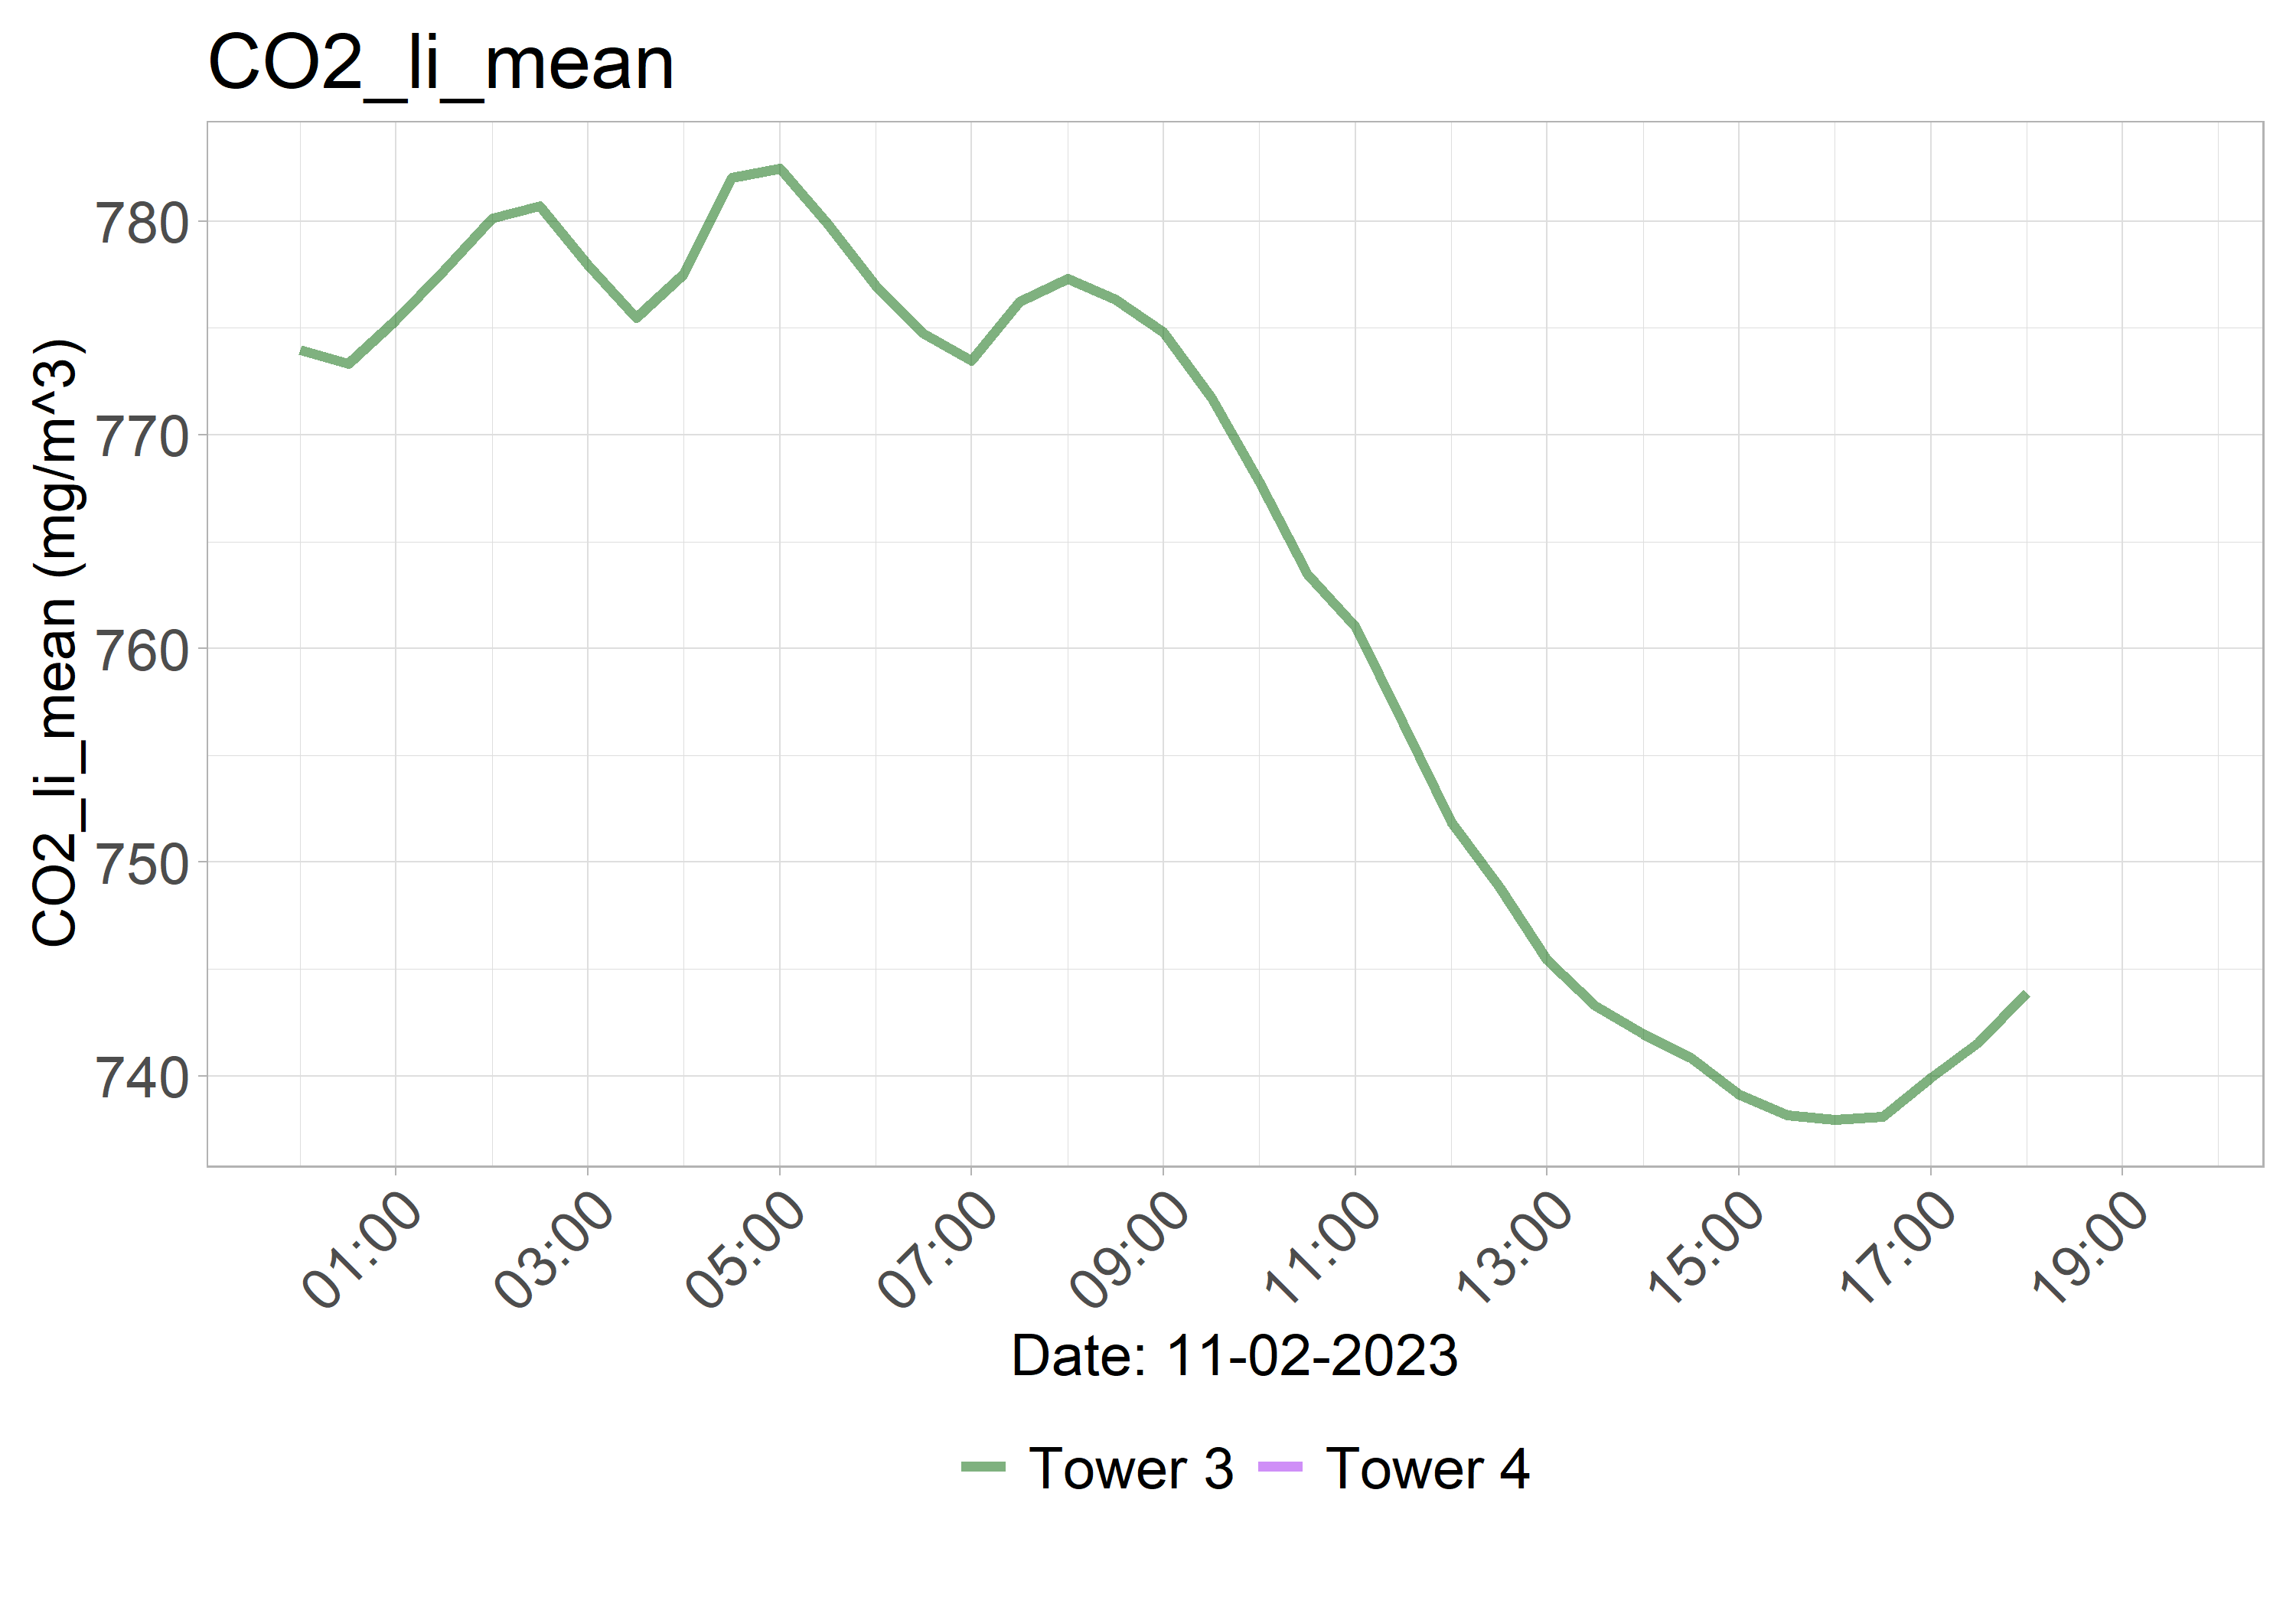 CO2_li_mean
CO2_li_mean (mg/m^3)
780
770
760
750
740
01:00 03:00 05:00 07:00 09:00 11:00 13:00 15:00 17:00 19:00
Date: 11-02-2023
Tower 3 Tower 4